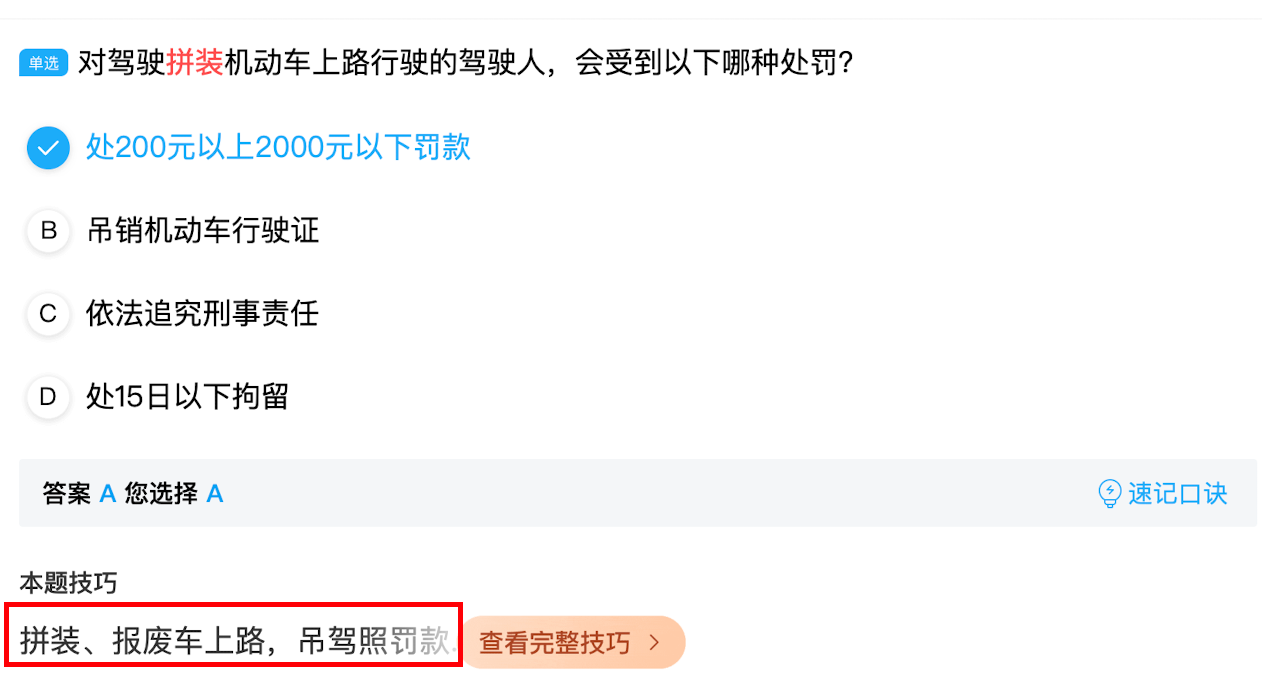 单选 对驾驶拼装机动车上路行驶的驾驶人，会受到以下哪种处罚？
处200元以上2000元以下罚款
B 吊销机动车行驶证
C 依法追究刑事责任
D 处15日以下拘留
答案 A 您选择 A 速记口诀
本题技巧
拼装、报废车上路，吊驾照罚款. 查看完整技巧 >